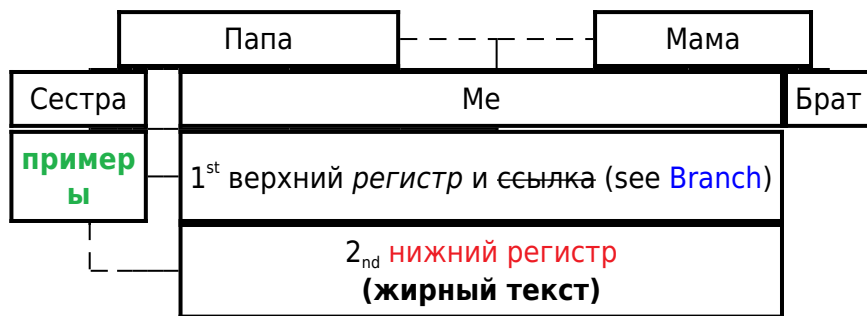 Папа
Мама
Сестра
Ме
Брат
пример
ы
1st верхний регистр и ссылка (see Branch)
2nd нижний регистр
(жирный текст)